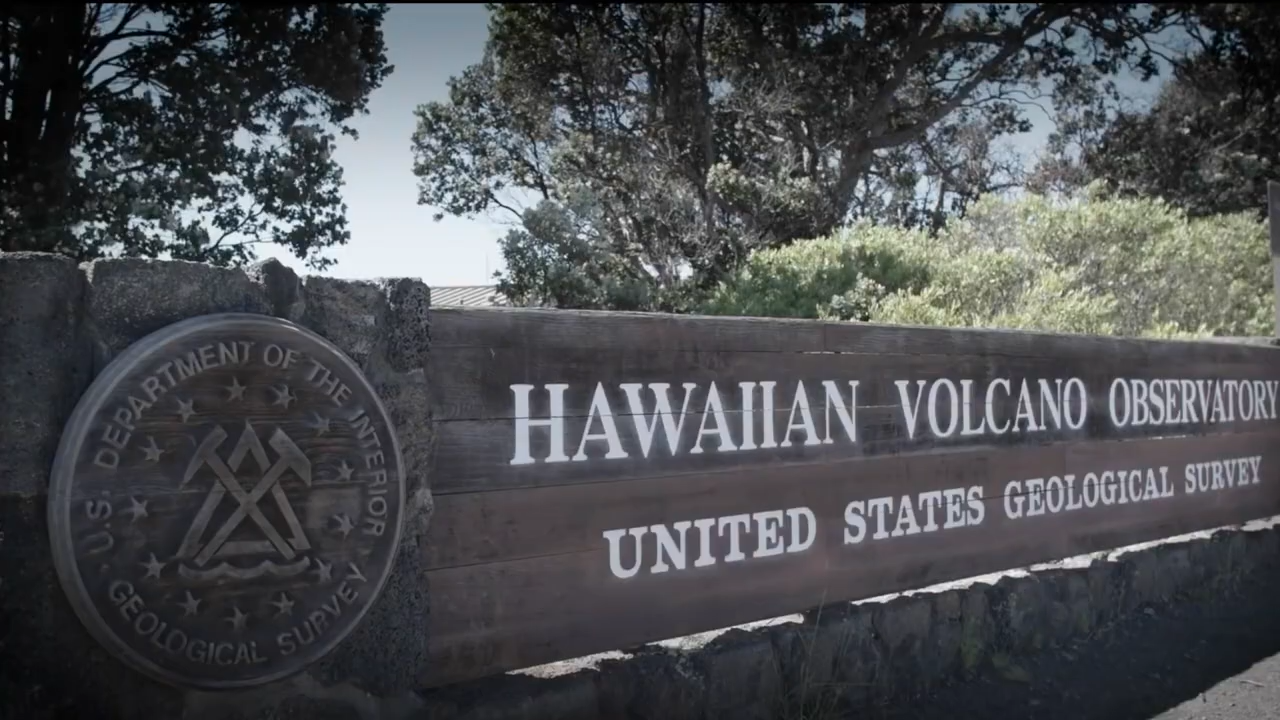 U.S. DEPARTMENT OF THE INTERIOR
GEOLOGICAL SURVEY
HAWAIIAN VOLCANO OBSERVATORY
UNITED STATES GEOLOGICAL SURVEY